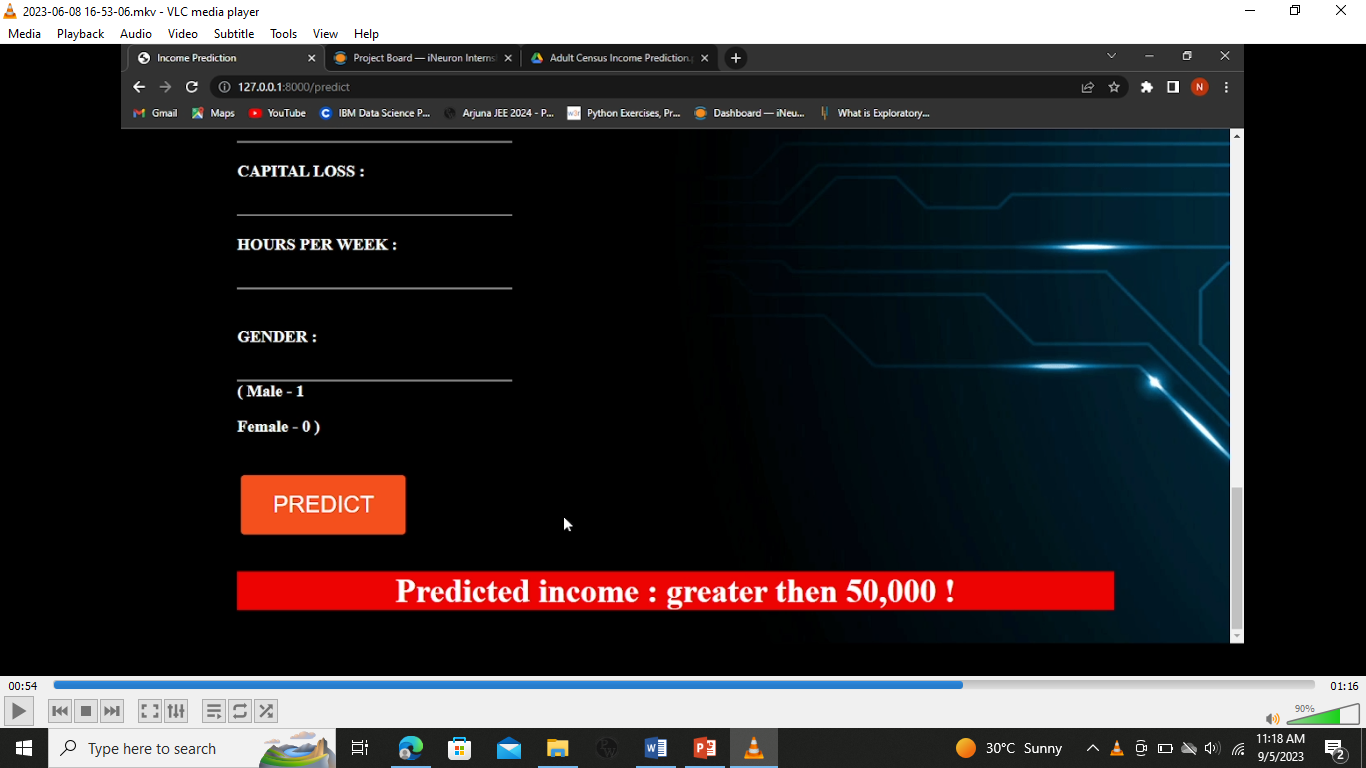 2023-06-08 16-53-06.mkv - VLC media player
Media Playback Audio Video Subtitle Tools View Help
Income Prediction Project Board — iNeuron Interns Adult Census Income Prediction.
127.0.0.1:8000/predict N
Gmail Maps YouTube IBM Data Science P... Arjuna JEE 2024 - P... Python Exercises, Pr... Dashboard — iNeu... What is Exploratory...
CAPITAL LOSS :
HOURS PER WEEK :
GENDER :
( Male - 1
Female - 0 )
PREDICT
Predicted income : greater then 50,000 !
00:54 01:16
90%
Type here to search 30°C Sunny 11:18 AM
9/5/2023 2